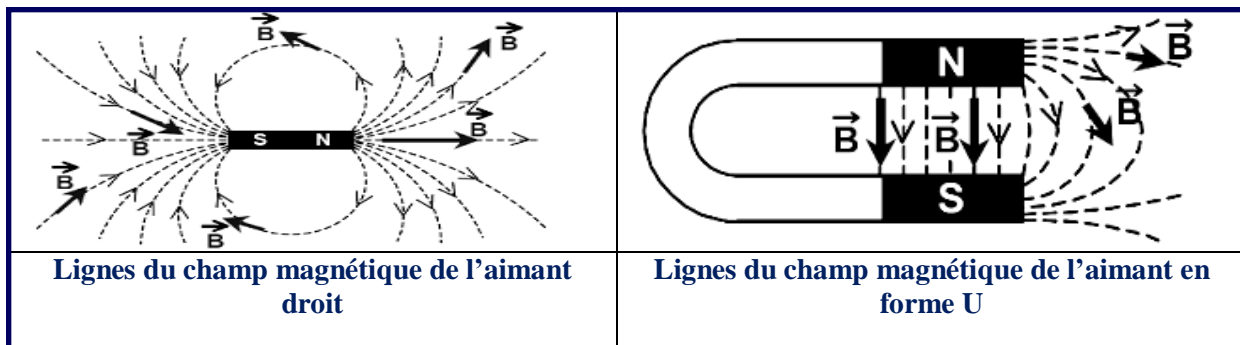 B
B
B
B
S N
B
B
N
B
B
B
B
S
Lignes du champ magnétique de l'aimant
droit
Lignes du champ magnétique de l'aimant en
forme U